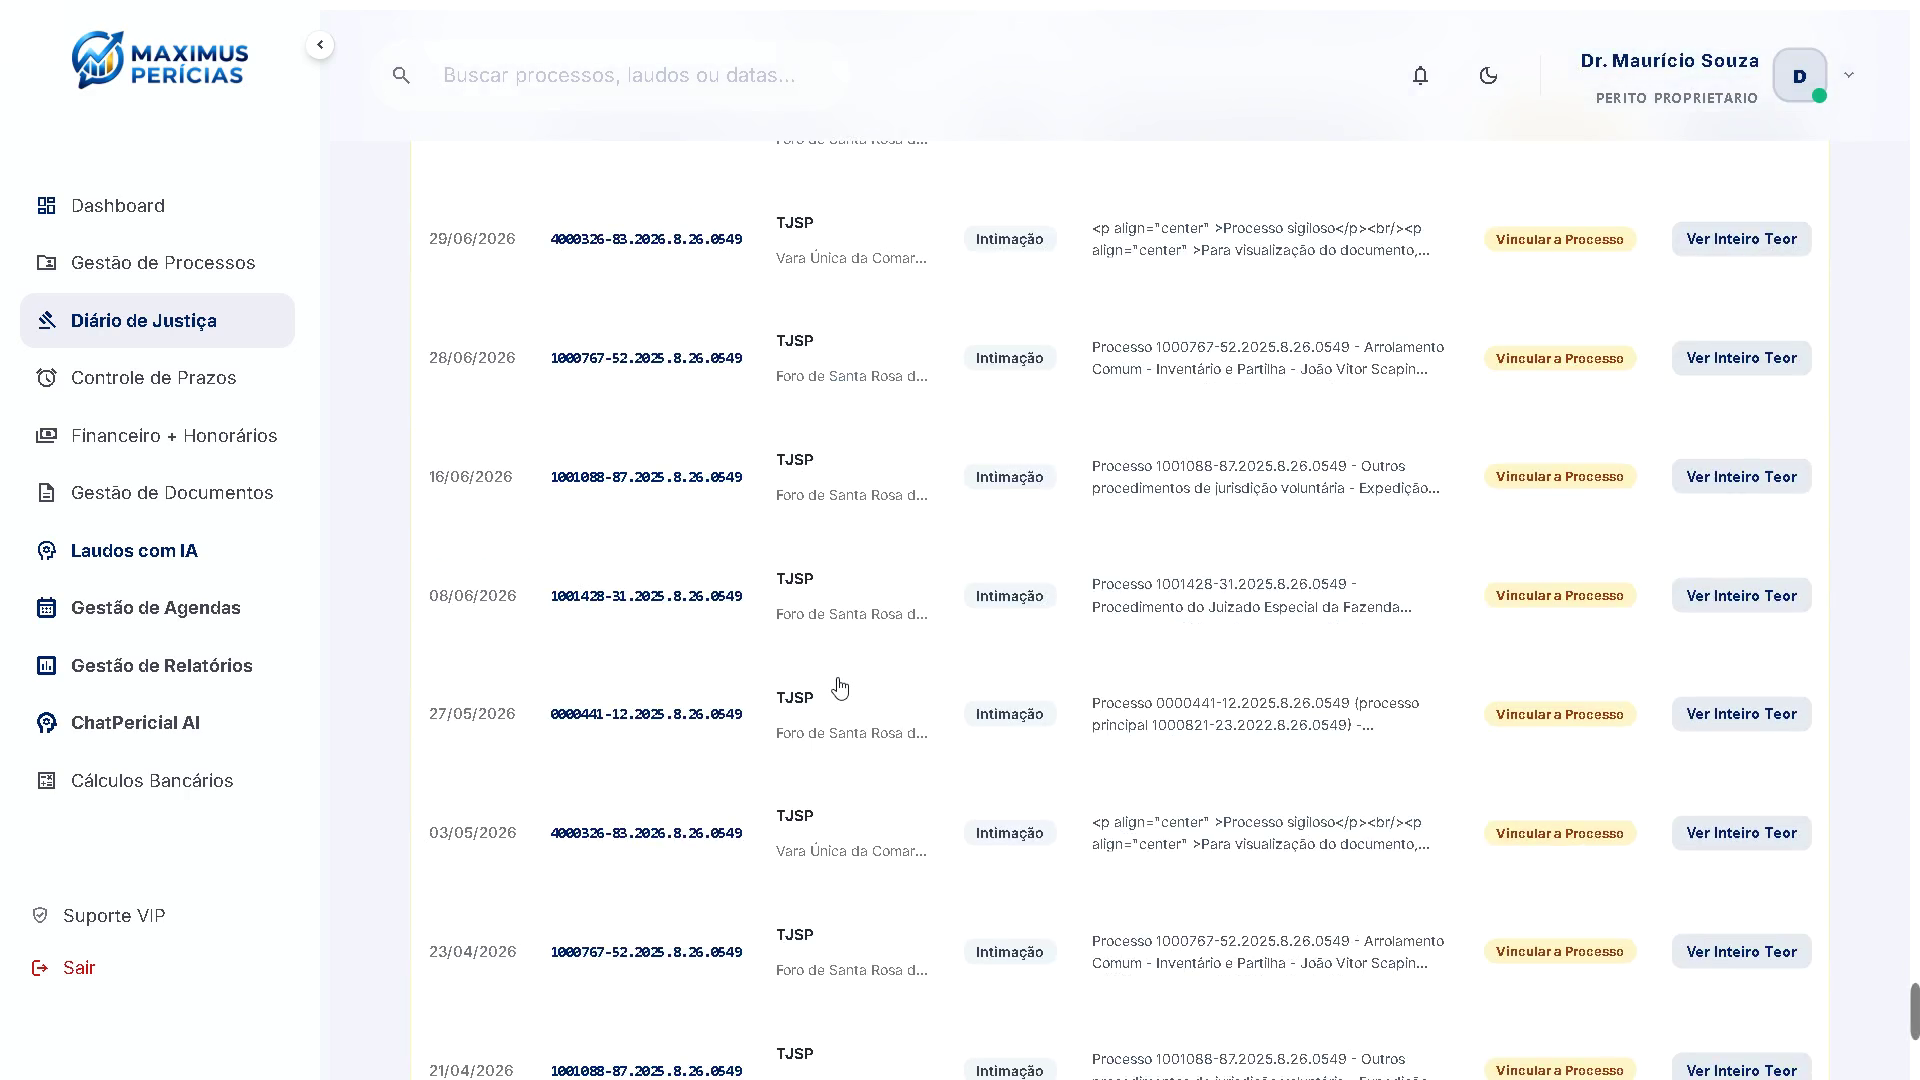 MAXIMUS
PERÍCIAS
Buscar processos, laudos ou datas...
Dr. Maurício Souza
PERITO PROPRIETARIO
D
Dashboard
Gestão de Processos
Diário de Justiça
Controle de Prazos
Financeiro + Honorários
Gestão de Documentos
Laudos com IA
Gestão de Agendas
Gestão de Relatórios
ChatPericial AI
Cálculos Bancários
Suporte VIP
Sair
Foro de Santa Rosa d...
29/06/2026
4000326-83.2026.8.26.0549
TJSP
Vara Única da Comar...
Intimação
<p align="center" >Processo sigiloso</p><br/><p
align="center" >Para visualização do documento,...
Vincular a Processo
Ver Inteiro Teor
28/06/2026
1000767-52.2025.8.26.0549
TJSP
Foro de Santa Rosa d...
Intimação
Processo 1000767-52.2025.8.26.0549 - Arrolamento
Comum - Inventário e Partilha - João Vitor Scapin...
Vincular a Processo
Ver Inteiro Teor
16/06/2026
1001088-87.2025.8.26.0549
TJSP
Foro de Santa Rosa d...
Intimação
Processo 1001088-87.2025.8.26.0549 - Outros
procedimentos de jurisdição voluntária - Expedição...
Vincular a Processo
Ver Inteiro Teor
08/06/2026
1001428-31.2025.8.26.0549
TJSP
Foro de Santa Rosa d...
Intimação
Processo 1001428-31.2025.8.26.0549 -
Procedimento do Juizado Especial da Fazenda...
Vincular a Processo
Ver Inteiro Teor
27/05/2026
0000441-12.2025.8.26.0549
TJSP
Foro de Santa Rosa d...
Intimação
Processo 0000441-12.2025.8.26.0549 (processo
principal 1000821-23.2022.8.26.0549) -...
Vincular a Processo
Ver Inteiro Teor
03/05/2026
4000326-83.2026.8.26.0549
TJSP
Vara Única da Comar...
Intimação
<p align="center" >Processo sigiloso</p><br/><p
align="center" >Para visualização do documento,...
Vincular a Processo
Ver Inteiro Teor
23/04/2026
1000767-52.2025.8.26.0549
TJSP
Foro de Santa Rosa d...
Intimação
Processo 1000767-52.2025.8.26.0549 - Arrolamento
Comum - Inventário e Partilha - João Vitor Scapin...
Vincular a Processo
Ver Inteiro Teor
21/04/2026
1001088-87.2025.8.26.0549
TJSP
Intimação
Processo 1001088-87.2025.8.26.0549 - Outros
Vincular a Processo
Ver Inteiro Teor